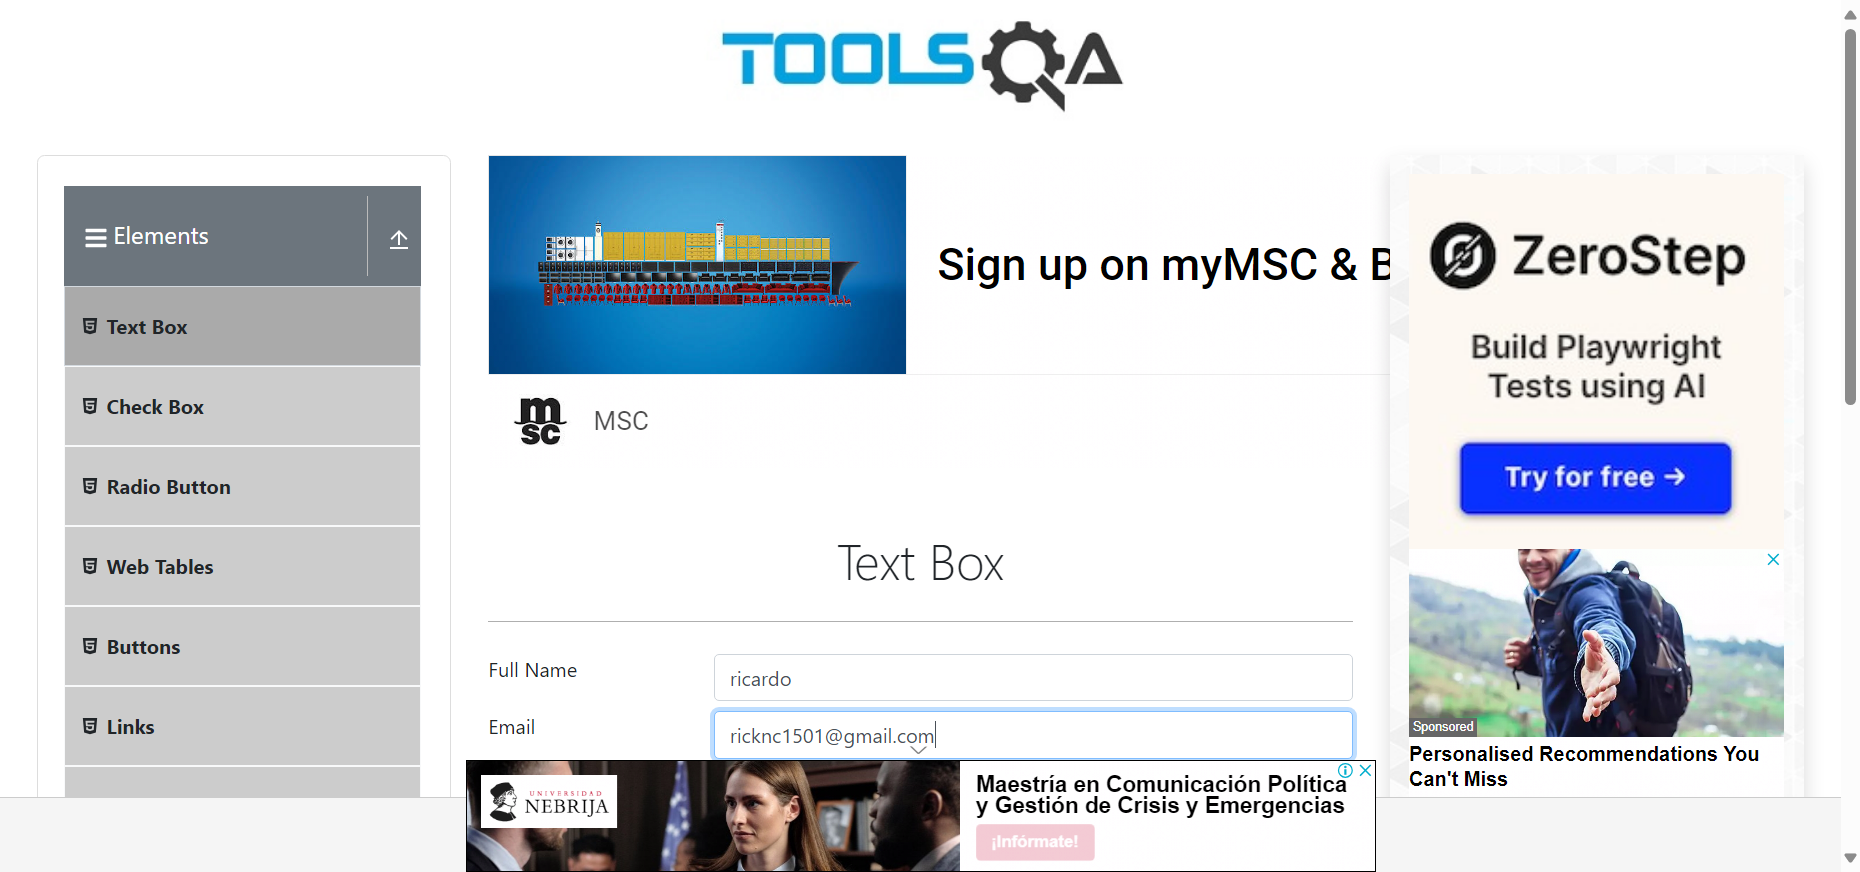 TOOLSQA
Elements
Text Box
Check Box
Radio Button
Web Tables
Buttons
Links
Sign up on myMSC & B
msc
MSC
Text Box
Full Name
ricardo
Email
ricknc1501@gmail.com
ZeroStep
Build Playwright
Tests using AI
Try for free →
Sponsored
Personalised Recommendations You
Can't Miss
UNIVERSIDAD
NEBRIJA
Maestría en Comunicación Política
y Gestión de Crisis y Emergencias
¡Infórmate!